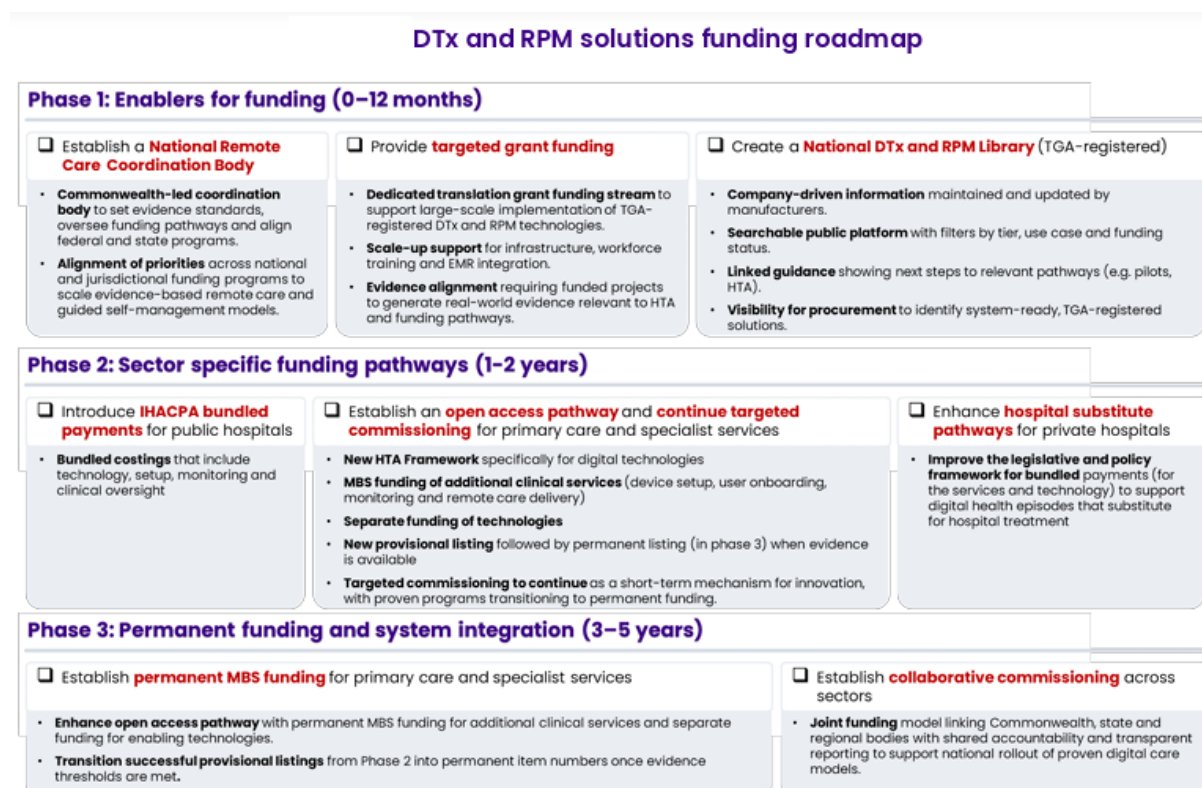 DTx and RPM solutions funding roadmap
Phase 1: Enablers for funding (0–12 months)
❑ Establish a National Remote
Care Coordination Body
• Commonwealth-led coordination
body to set evidence standards,
oversee funding pathways and align
federal and state programs.
• Alignment of priorities across national
and jurisdictional funding programs to
scale evidence-based remote care and
guided self-management models.
❑ Provide targeted grant funding
• Dedicated translation grant funding stream to
support large-scale implementation of TGA-
registered DTx and RPM technologies.
• Scale-up support for infrastructure, workforce
training and EMR integration.
• Evidence alignment requiring funded projects
to generate real-world evidence relevant to HTA
and funding pathways.
❑ Create a National DTx and RPM Library (TGA-registered)
• Company-driven information maintained and updated by
manufacturers.
• Searchable public platform with filters by tier, use case and funding
status.
• Linked guidance showing next steps to relevant pathways (e.g. pilots,
HTA).
• Visibility for procurement to identify system-ready, TGA-registered
solutions.
Phase 2: Sector specific funding pathways (1-2 years)
❑ Introduce IHACPA bundled
payments for public hospitals
• Bundled costings that include
technology, setup, monitoring and
clinical oversight
❑ Establish an open access pathway and continue targeted
commissioning for primary care and specialist services
• New HTA Framework specifically for digital technologies
• MBS funding of additional clinical services (device setup, user onboarding,
monitoring and remote care delivery)
• Separate funding of technologies
• New provisional listing followed by permanent listing (in phase 3) when evidence
is available
• Targeted commissioning to continue as a short-term mechanism for innovation,
with proven programs transitioning to permanent funding.
❑ Enhance hospital substitute
pathways for private hospitals
• Improve the legislative and policy
framework for bundled payments (for
the services and technology) to support
digital health episodes that substitute
for hospital treatment
Phase 3: Permanent funding and system integration (3–5 years)
❑ Establish permanent MBS funding for primary care and specialist services
• Enhance open access pathway with permanent MBS funding for additional clinical services and separate
funding for enabling technologies.
• Transition successful provisional listings from Phase 2 into permanent item numbers once evidence
thresholds are met.
❑ Establish collaborative commissioning across
sectors
• Joint funding model linking Commonwealth, state and
regional bodies with shared accountability and transparent
reporting to support national rollout of proven digital care
models.